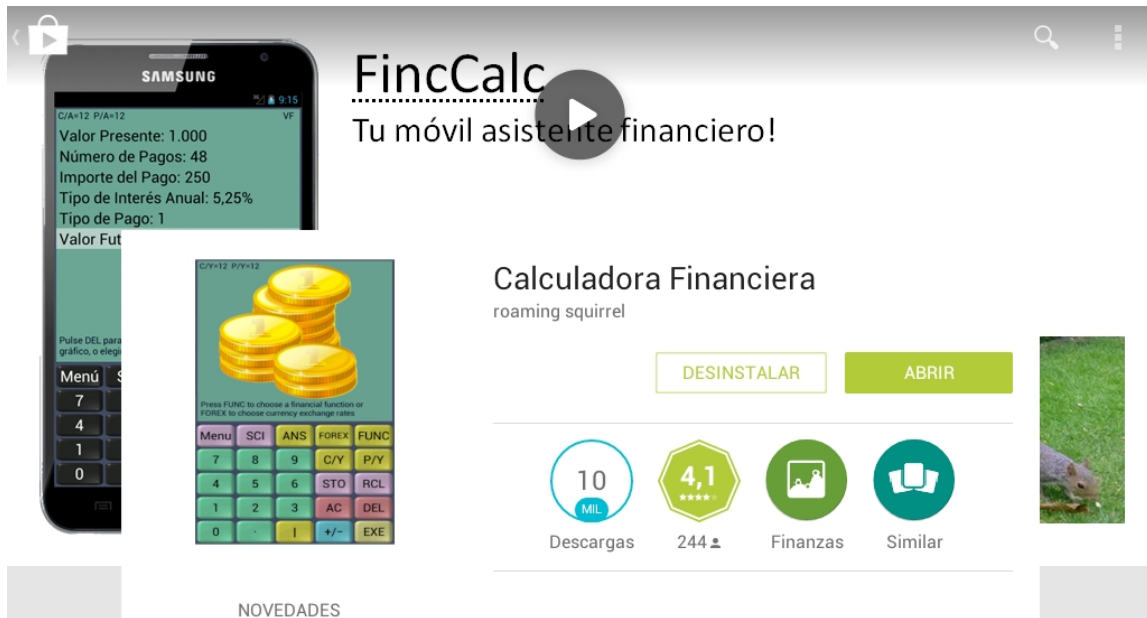 FincCalc
Tu móvil asistente financiero!
SAMSUNG
9:15
C/A=12 P/A=12 VF
Valor Presente: 1.000
Número de Pagos: 48
Importe del Pago: 250
Tipo de Interés Anual: 5,25%
Tipo de Pago: 1
Valor Fut
Pulse DEL para
gráfico, o elegi
Menú S
7
4
1
0
C/Y=12 P/Y=12
1
1
1
Press FUNC to choose a financial function or
FOREX to choose currency exchange rates
Menu SCI ANS FOREX FUNC
7 8 9 C/Y P/Y
4 5 6 STO RCL
1 2 3 AC DEL
0 . | +/- EXE
Calculadora Financiera
roaming squirrel
DESINSTALAR ABRIR
10 MIL
4,1
Descargas 244 Finanzas Similar
NOVEDADES